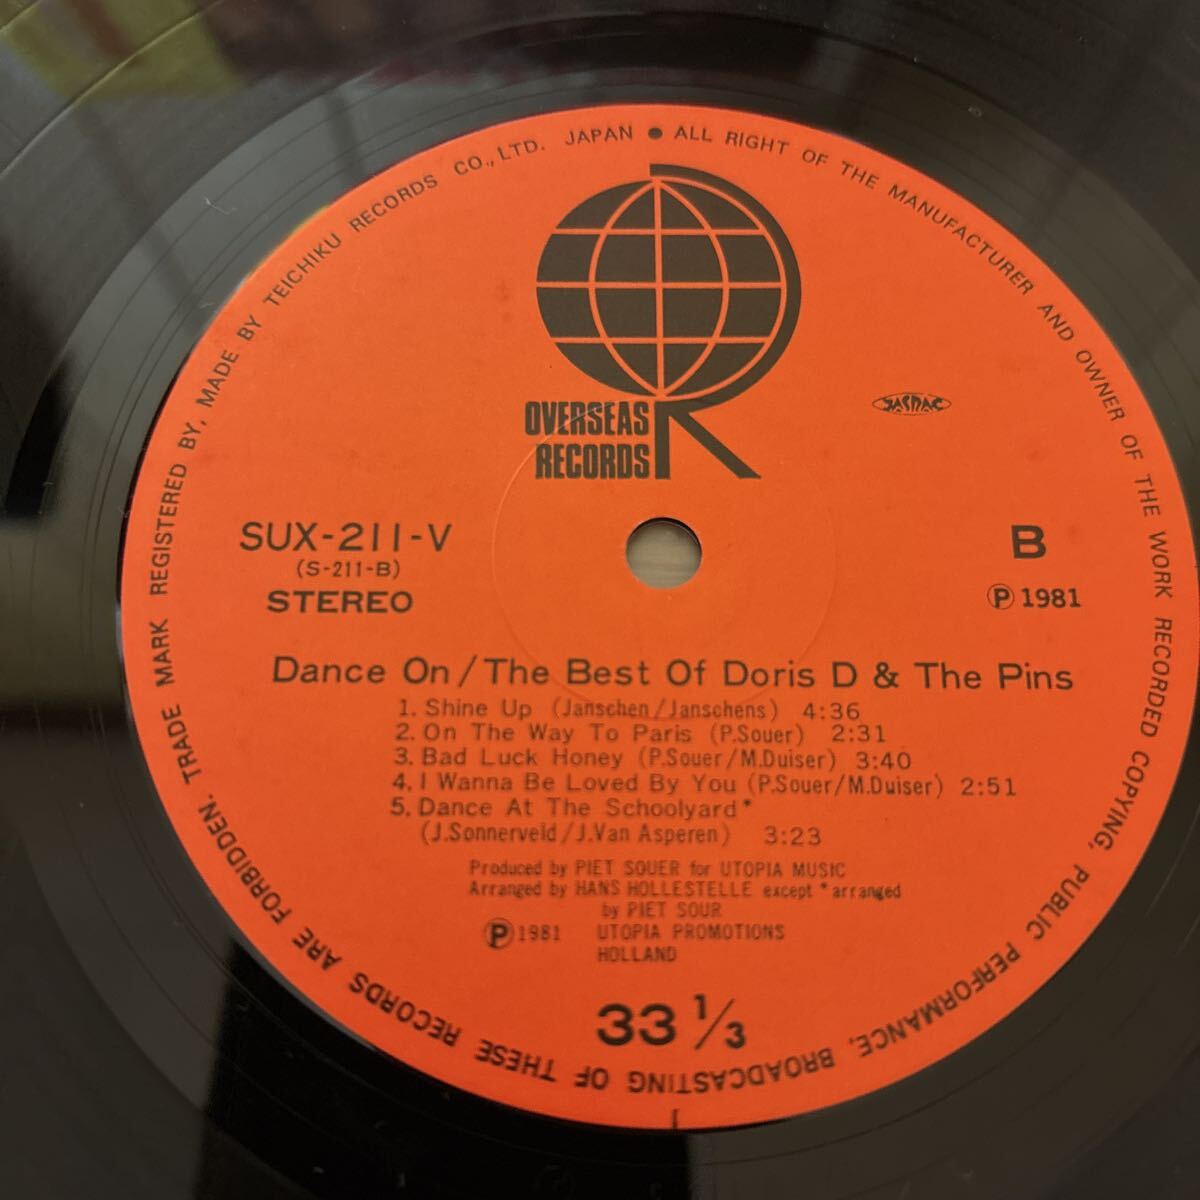 TRADE MARK REGISTERED BY, MADE BY TEICHIKU RECORDS CO., LTD. JAPAN ● ALL RIGHT OF THE MANUFACTURER AND OWNER OF THE WORK RECORDED COPYING, PUBLIC PERFORMANCE, BROADCASTING OF THESE RECORDS ARE FORBIDDEN.
OVERSEAS
RECORDS
R
JASRAC
SUX-211-V
(S-211-B)
STEREO
B
Ⓟ 1981
Dance On/The Best Of Doris D & The Pins
1. Shine Up (Janschen/Janschens) 4:36
2. On The Way To Paris (P.Souer) 2:31
3. Bad Luck Honey (P.Souer/M.Duiser) 3:40
4. I Wanna Be Loved By You (P.Souer/M.Duiser) 2:51
5. Dance At The Schoolyard*
(J.Sonnerveld/J.Van Asperen) 3:23
Produced by PIET SOUER for UTOPIA MUSIC
Arranged by HANS HOLLESTELLE except *arranged
by PIET SOUR
Ⓟ1981 UTOPIA PROMOTIONS
HOLLAND
33 1/3